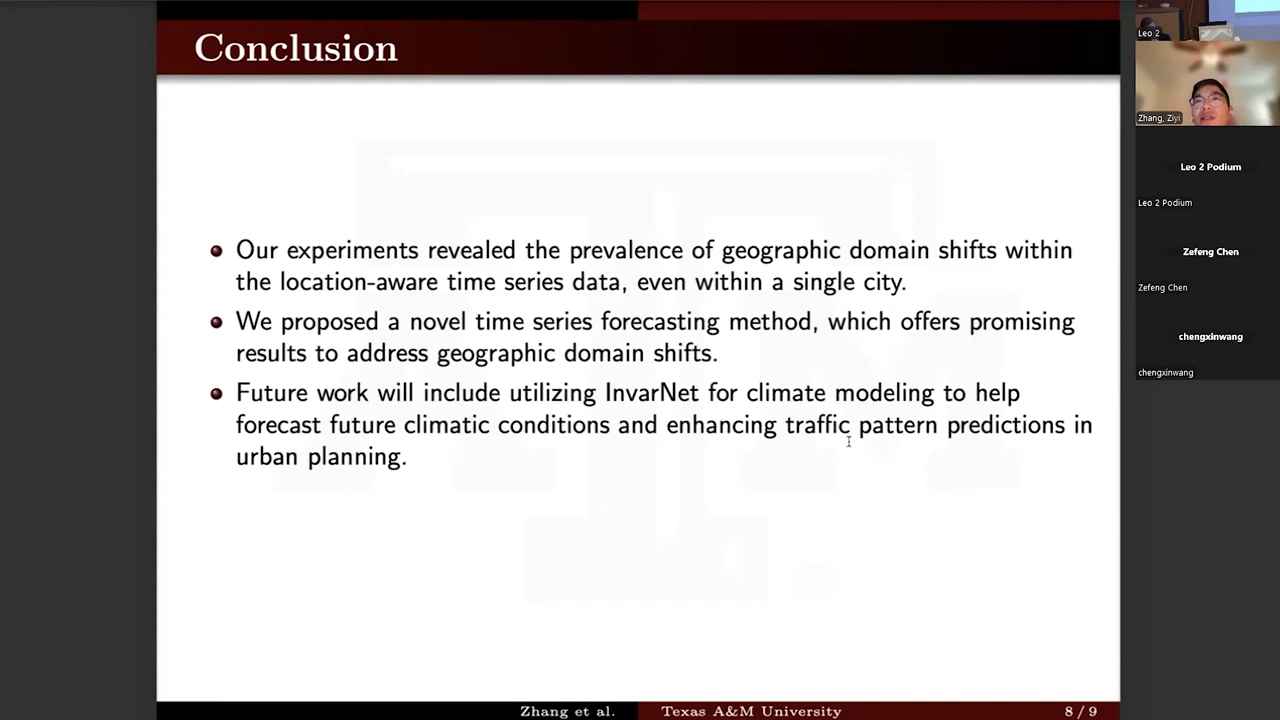 Conclusion
Our experiments revealed the prevalence of geographic domain shifts within
the location-aware time series data, even within a single city.
We proposed a novel time series forecasting method, which offers promising
results to address geographic domain shifts.
Future work will include utilizing InvarNet for climate modeling to help
forecast future climatic conditions and enhancing traffic pattern predictions in
urban planning.
Zhang et al.
Texas A&M University
8 / 9
Leo 2
Zhang, Ziyi
Leo 2 Podium
Leo 2 Podium
Zefeng Chen
Zefeng Chen
chengxinwang
chengxinwang
ATM
®